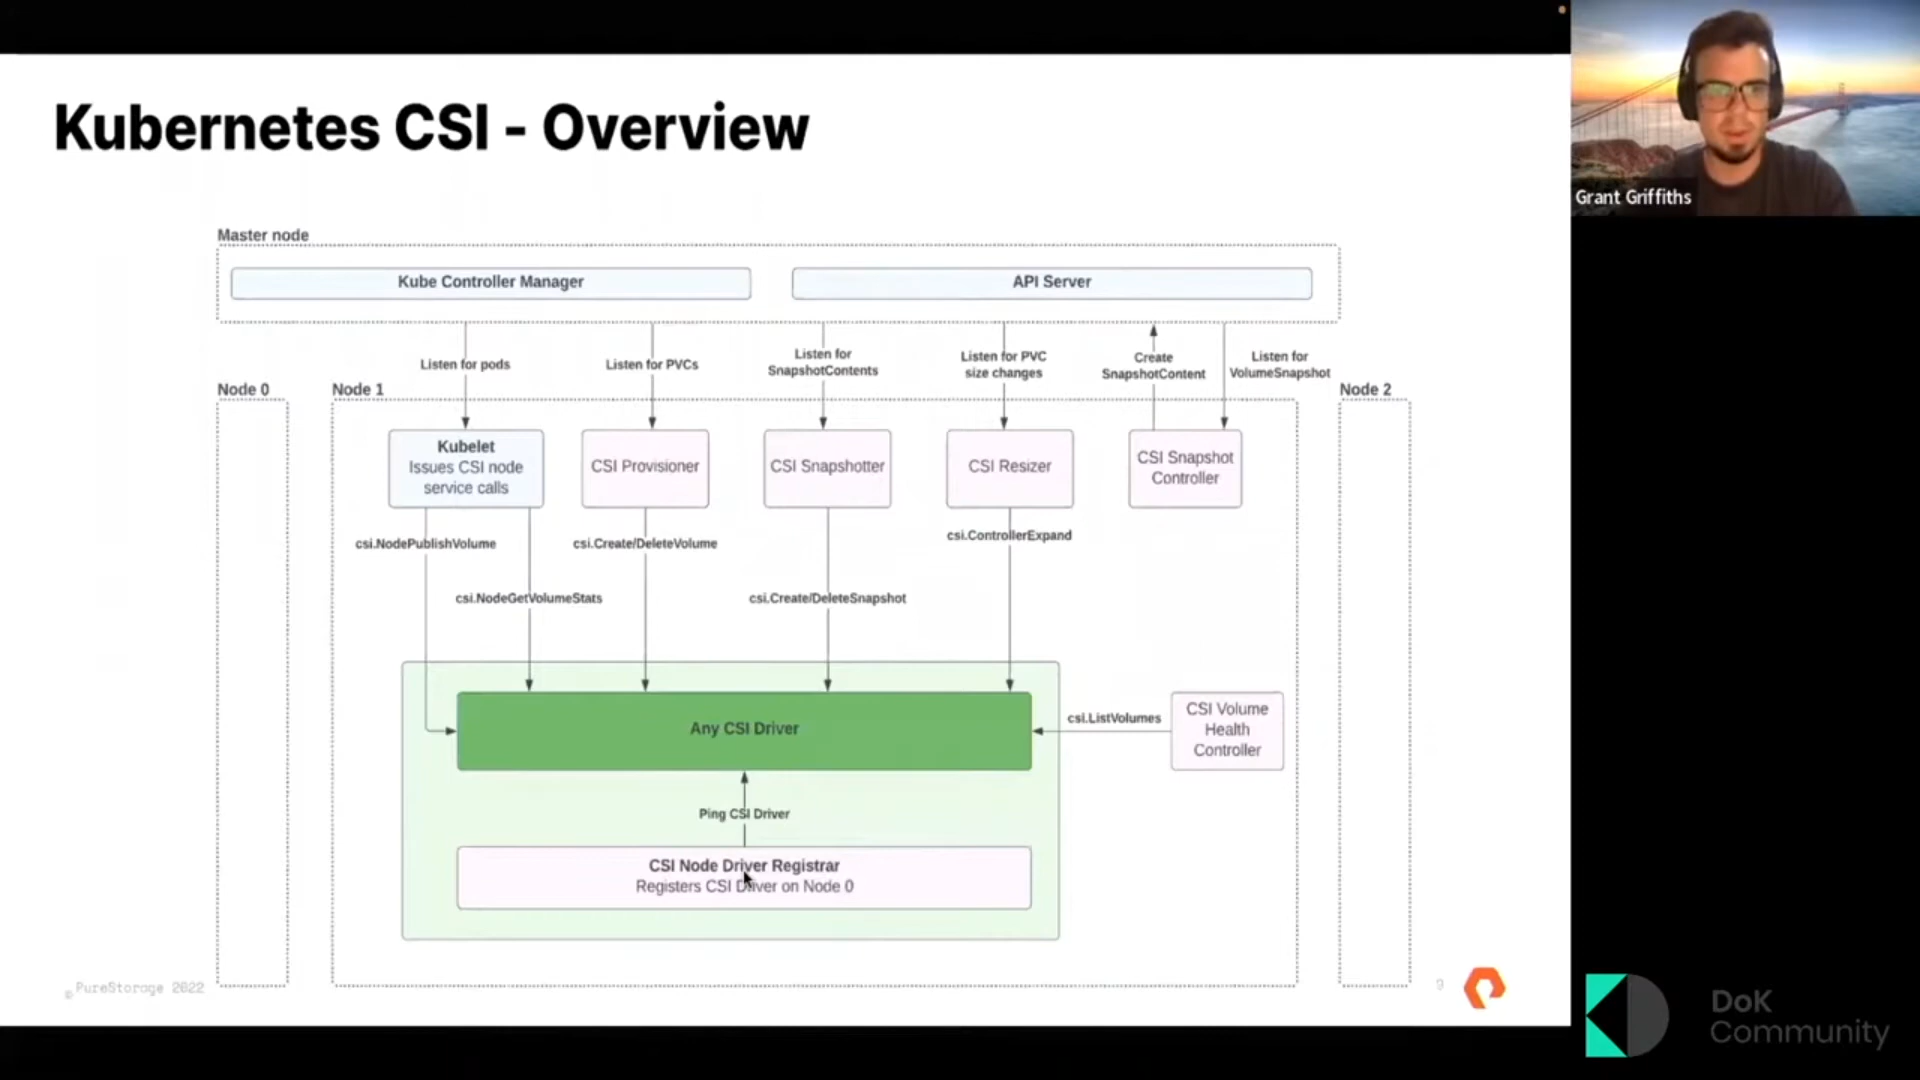 Kubernetes CSI - Overview
Grant Griffiths
Master node
Kube Controller Manager
API Server
Listen for pods
Listen for PVCs
Listen for
SnapshotContents
Listen for PVC
size changes
Create
SnapshotContent
Listen for
VolumeSnapshot
Node 0
Node 1
Node 2
Kubelet
Issues CSI node
service calls
CSI Provisioner
CSI Snapshotter
CSI Resizer
CSI Snapshot
Controller
csi.NodePublishVolume
csi.Create/DeleteVolume
csi.ControllerExpand
csi.NodeGetVolumeStats
csi.Create/DeleteSnapshot
Any CSI Driver
csi.ListVolumes
CSI Volume
Health
Controller
Ping CSI Driver
CSI Node Driver Registrar
Registers CSI Driver on Node 0
© PureStorage 2022
9
DoK
Community